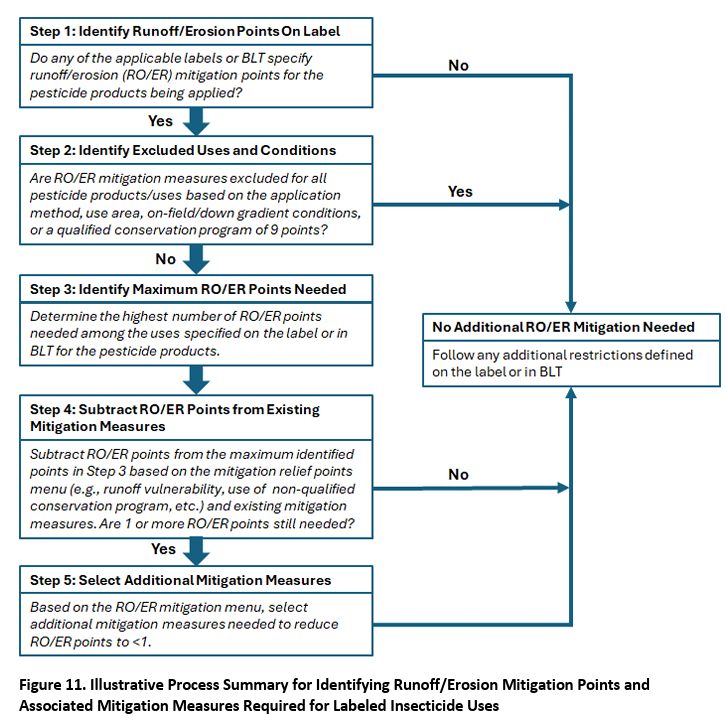 Step 1: Identify Runoff/Erosion Points On Label
Do any of the applicable labels or BLT specify
runoff/erosion (RO/ER) mitigation points for the
pesticide products being applied?
No
Yes
Step 2: Identify Excluded Uses and Conditions
Are RO/ER mitigation measures excluded for all
pesticide products/uses based on the application
method, use area, on-field/down gradient conditions,
or a qualified conservation program of 9 points?
Yes
No
Step 3: Identify Maximum RO/ER Points Needed
Determine the highest number of RO/ER points
needed among the uses specified on the label or in
BLT for the pesticide products.
No Additional RO/ER Mitigation Needed
Follow any additional restrictions defined
on the label or in BLT
Step 4: Subtract RO/ER Points from Existing
Mitigation Measures
Subtract RO/ER points from the maximum identified
points in Step 3 based on the mitigation relief points
menu (e.g., runoff vulnerability, use of non-qualified
conservation program, etc.) and existing mitigation
measures. Are 1 or more RO/ER points still needed?
No
Yes
Step 5: Select Additional Mitigation Measures
Based on the RO/ER mitigation menu, select
additional mitigation measures needed to reduce
RO/ER points to <1.
Figure 11. Illustrative Process Summary for Identifying Runoff/Erosion Mitigation Points and
Associated Mitigation Measures Required for Labeled Insecticide Uses